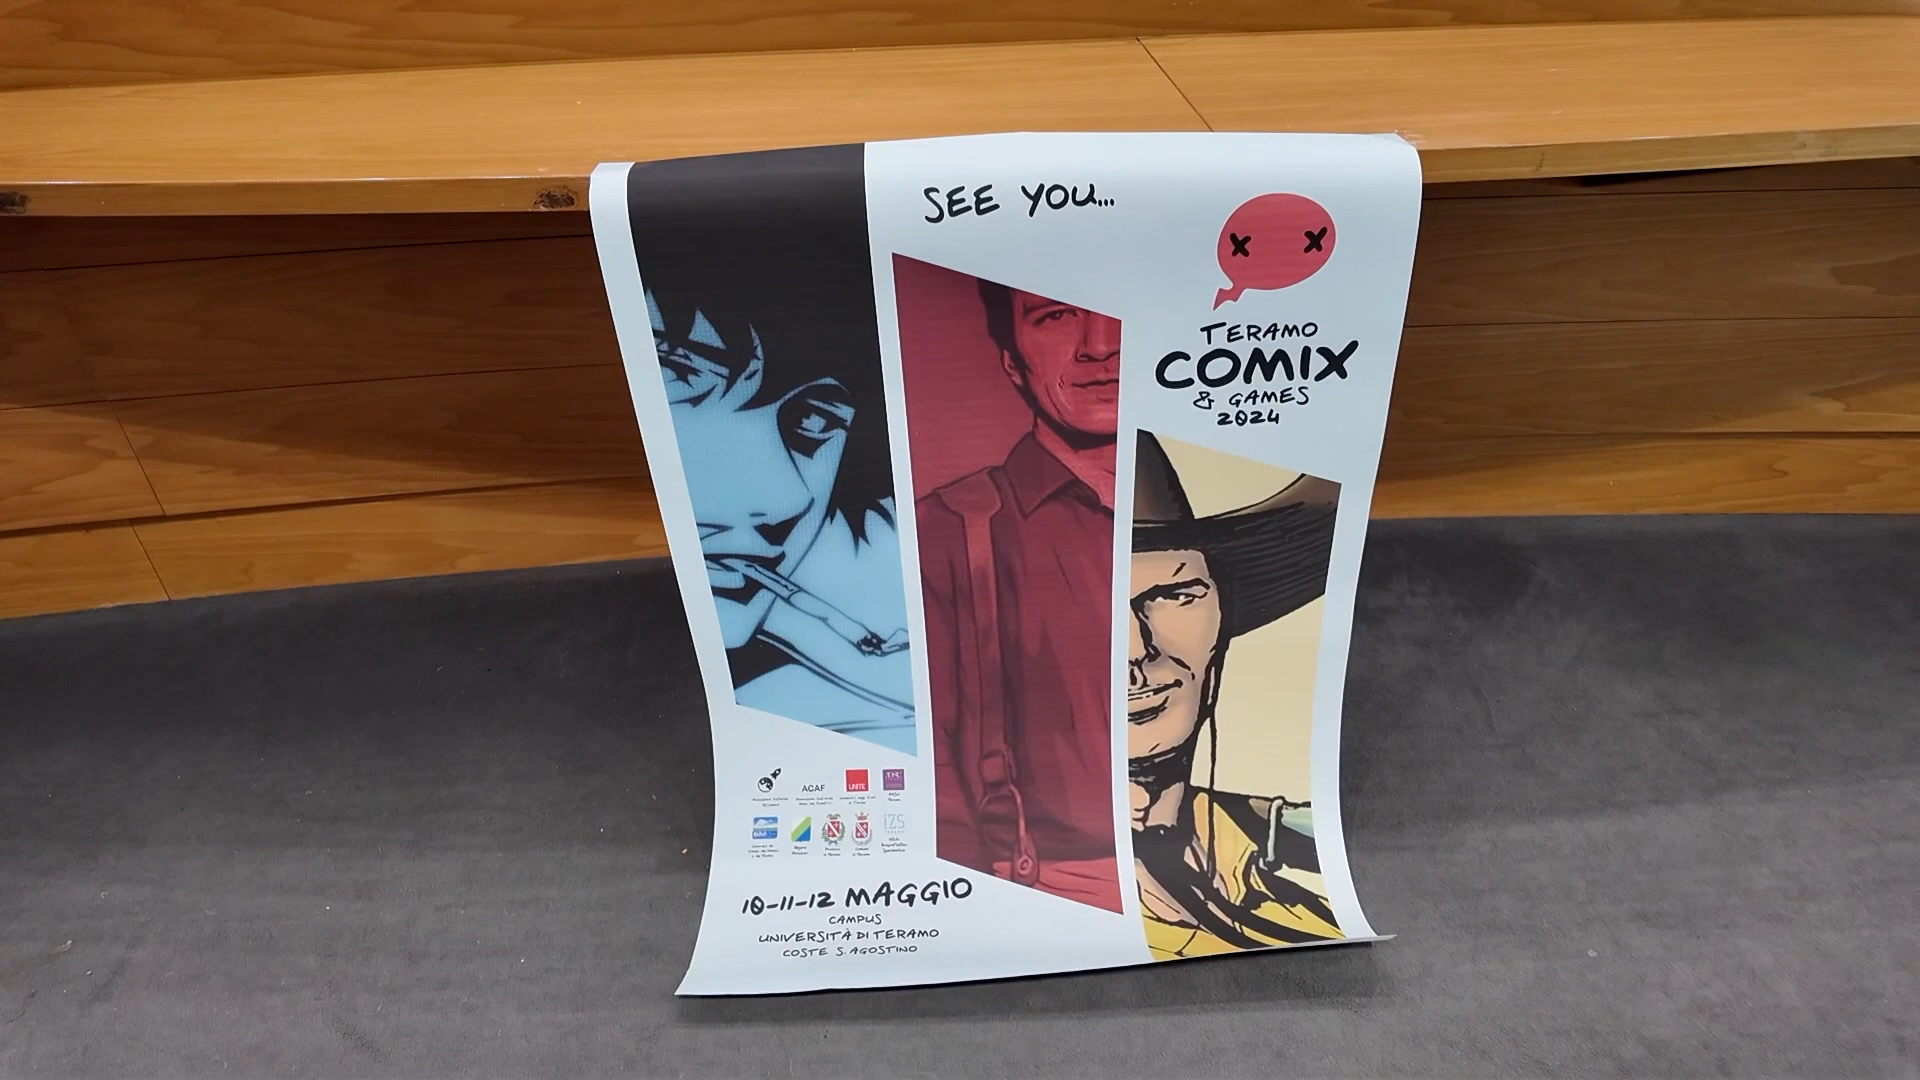 SEE YOU...
TERAMO
COMIX
& GAMES
2024
ACAF
UNITE
IZS
TERAMO
10-11-12 MAGGIO
CAMPUS
UNIVERSITÀ DI TERAMO
COSTE S. AGOSTINO